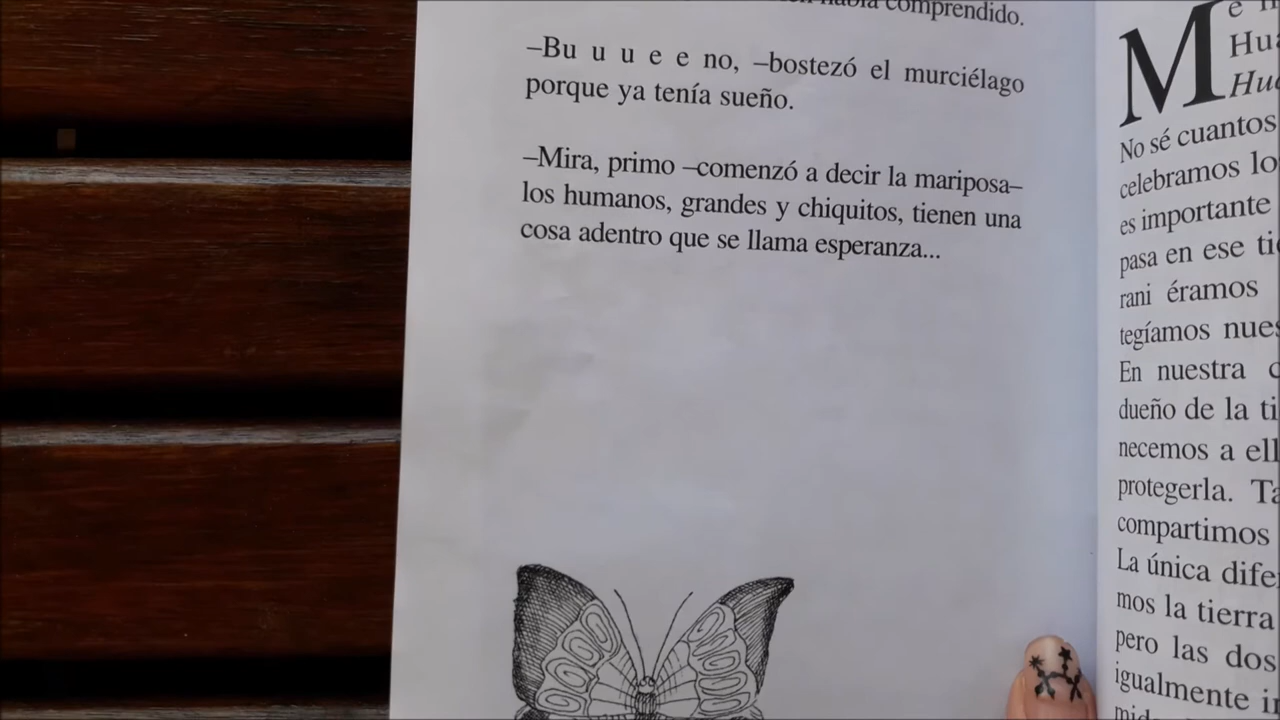 había comprendido.
–Bu u u e e no, –bostezó el murciélago
porque ya tenía sueño.
–Mira, primo –comenzó a decir la mariposa–
los humanos, grandes y chiquitos, tienen una
cosa adentro que se llama esperanza...
M
No sé cuantos
celebramos lo
es importante
pasa en ese
rani éramos
tegíamos
En nuestra
dueño de la
necemos a
protegerla.
compartimos
La única
mos la tierra
pero las dos
igualmente